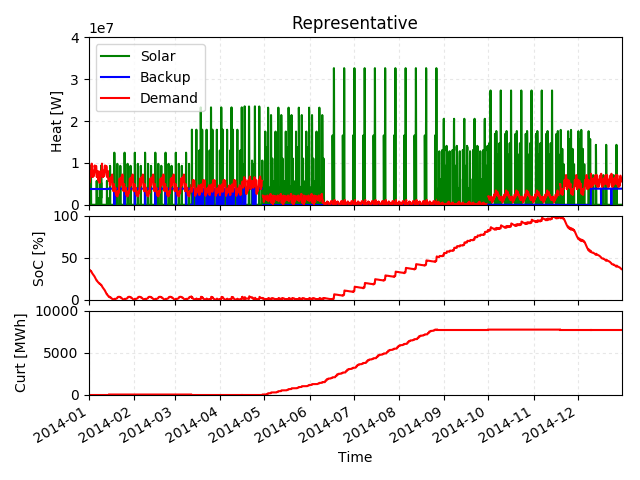 Representative
1e7
Heat [W]
4
3
2
1
0
Solar
Backup
Demand
SoC [%]
100
50
0
Curt [MWh]
10000
5000
0
2014-01
2014-02
2014-03
2014-04
2014-05
2014-06
2014-07
2014-08
2014-09
2014-10
2014-11
2014-12
Time